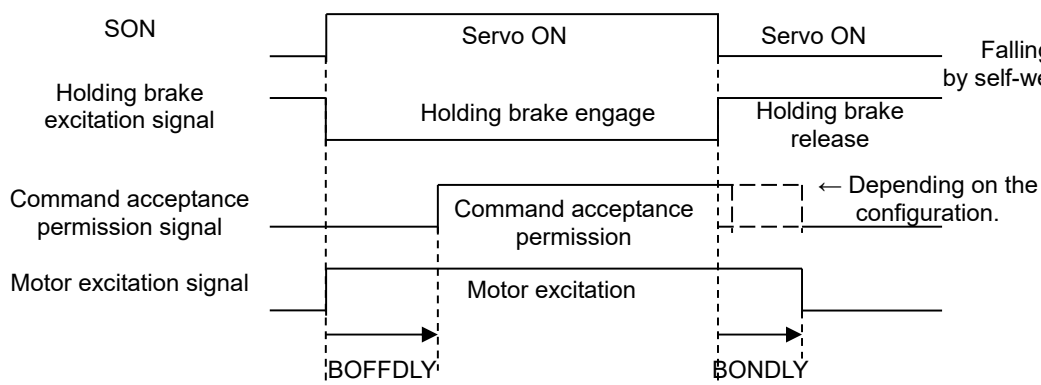 SON
Servo ON
Servo ON
Falling
by self-we
Holding brake
excitation signal
Holding brake engage
Holding brake
release
Command acceptance
permission signal
Command acceptance
permission
← Depending on the
configuration.
Motor excitation signal
Motor excitation
BOFFDLY
BONDLY